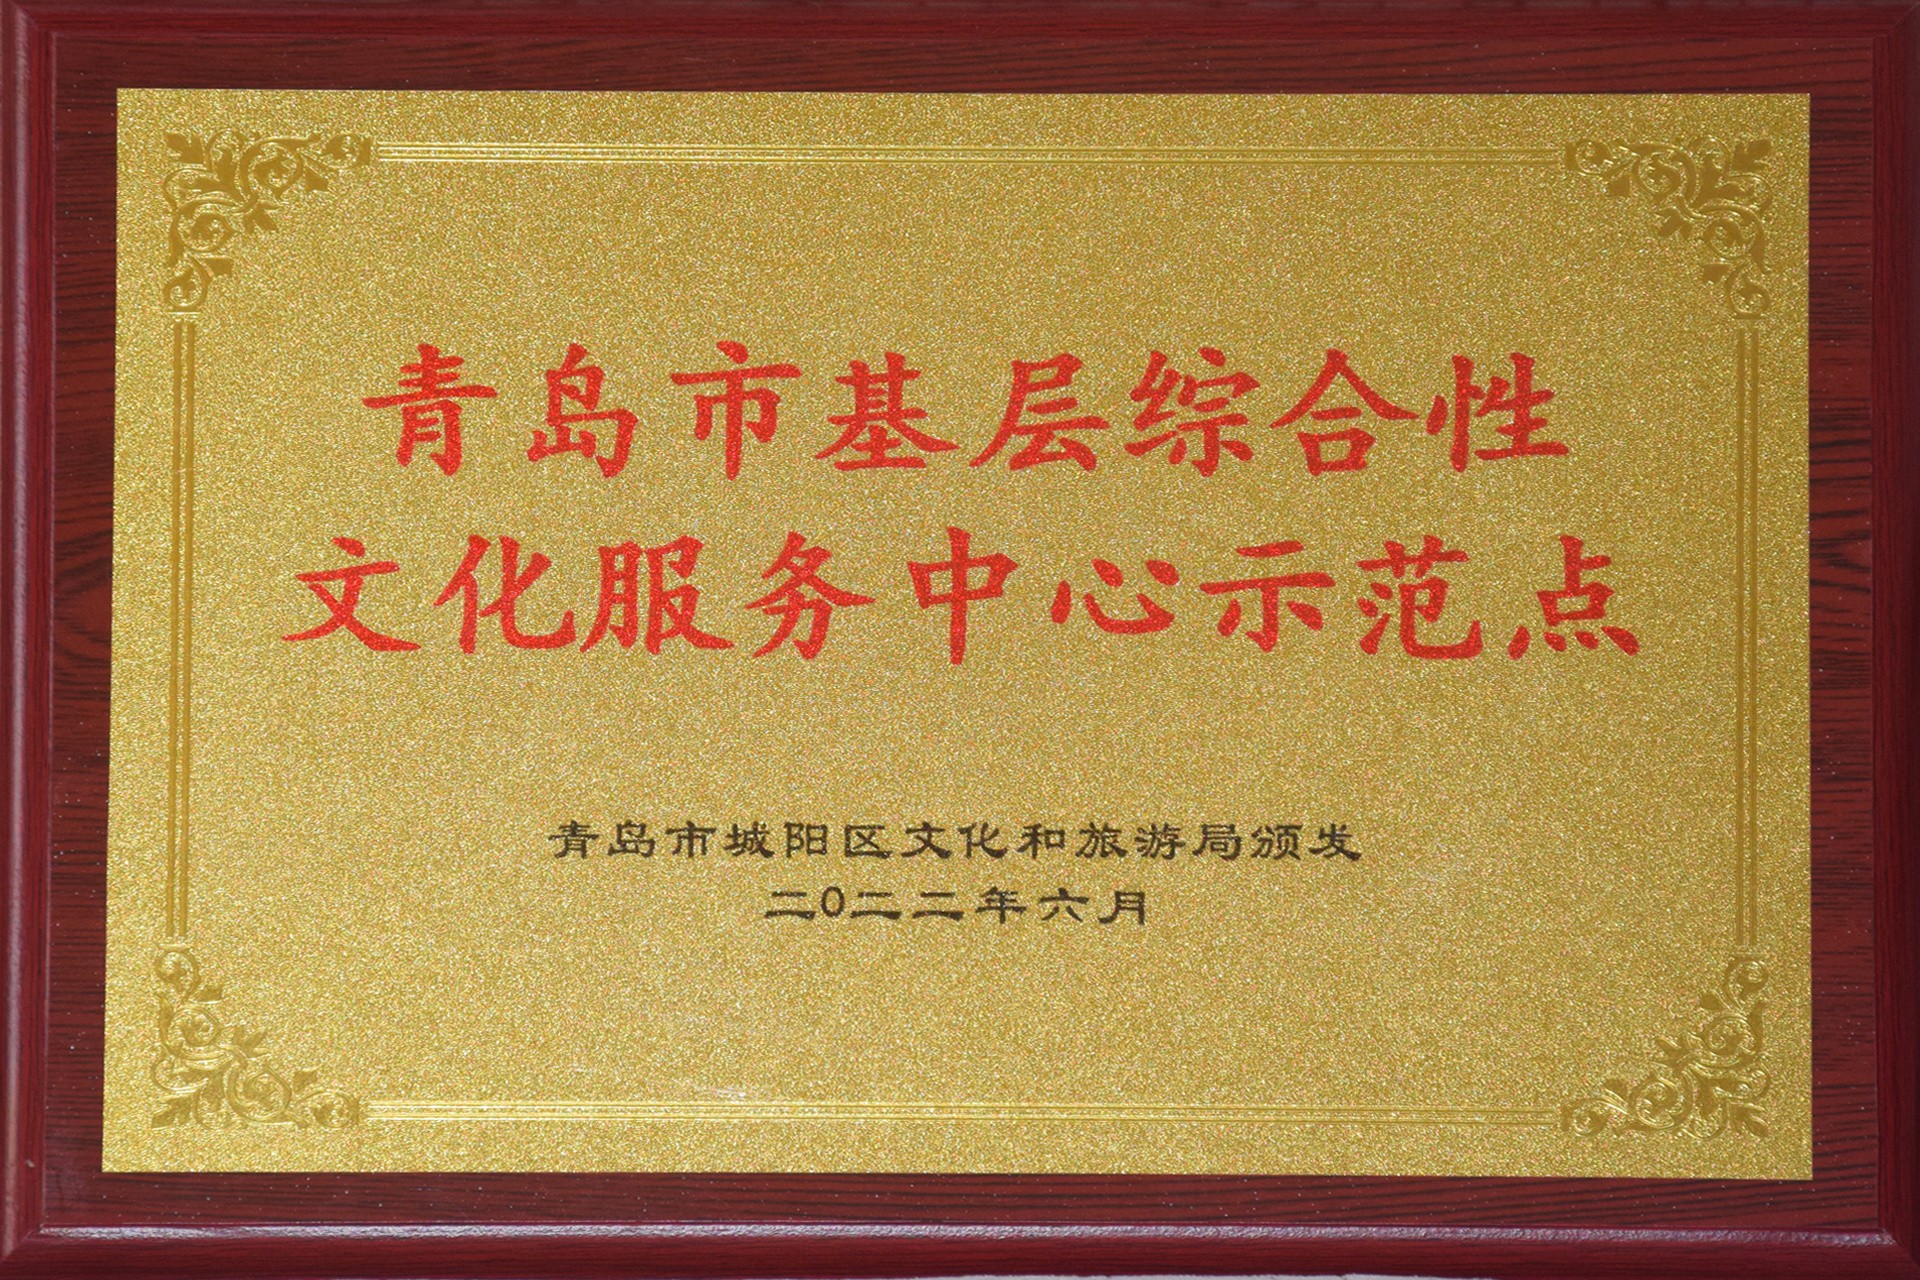 青岛市基层综合性
文化服务中心示范点
青岛市城阳区文化和旅游局颁发
二0二二年六月